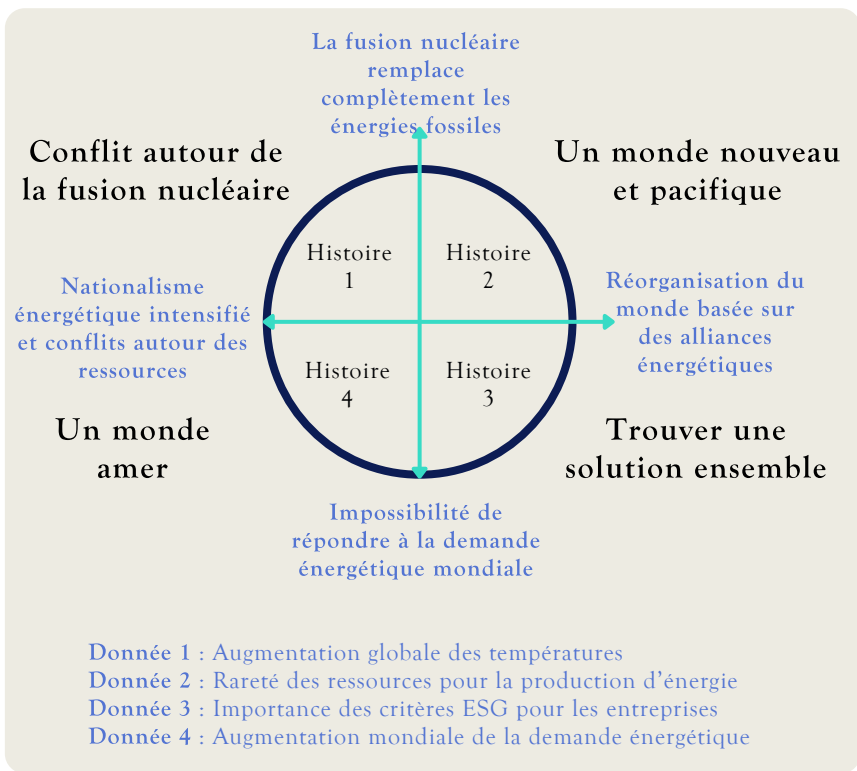 La fusion nucléaire
remplace
complètement les
énergies fossiles
Conflit autour de
la fusion nucléaire
Un monde nouveau
et pacifique
Histoire
1
Histoire
2
Nationalisme
énergétique intensifié
et conflits autour des
ressources
Réorganisation du
monde basée sur
des alliances
énergétiques
Histoire
4
Histoire
3
Un monde
amer
Trouver une
solution ensemble
Impossibilité de
répondre à la demande
énergétique mondiale
Donnée 1 : Augmentation globale des températures
Donnée 2 : Rareté des ressources pour la production d’énergie
Donnée 3 : Importance des critères ESG pour les entreprises
Donnée 4 : Augmentation mondiale de la demande énergétique